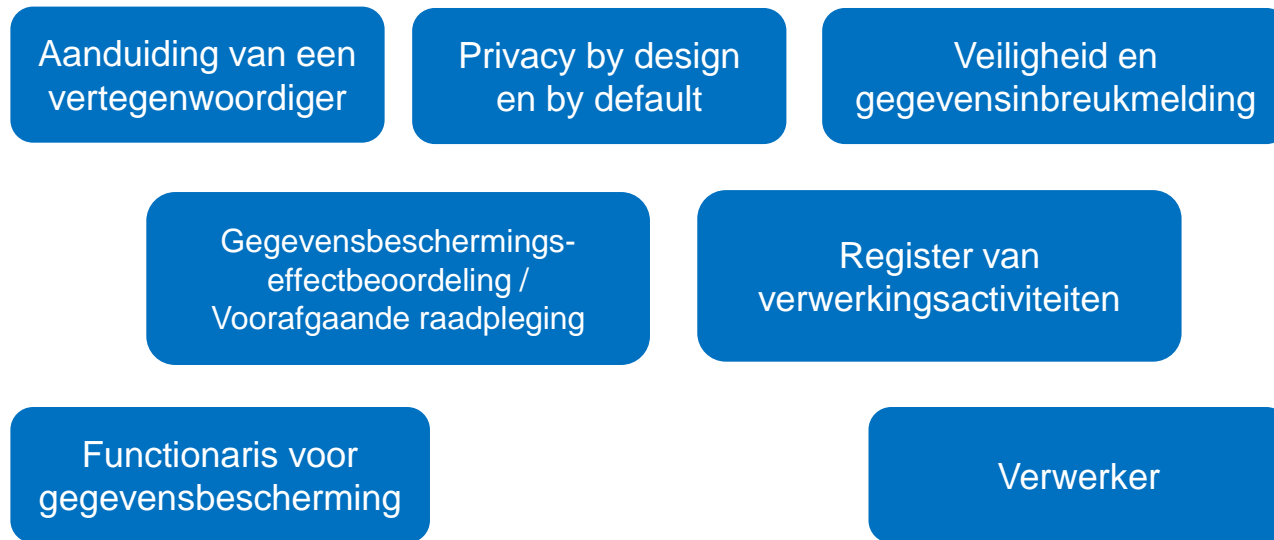 Aanduiding van een
vertegenwoordiger
Privacy by design
en by default
Veiligheid en
gegevensinbreukmelding
Gegevensbeschermings-
effectbeoordeling /
Voorafgaande raadpleging
Register van
verwerkingsactiviteiten
Functionaris voor
gegevensbescherming
Verwerker